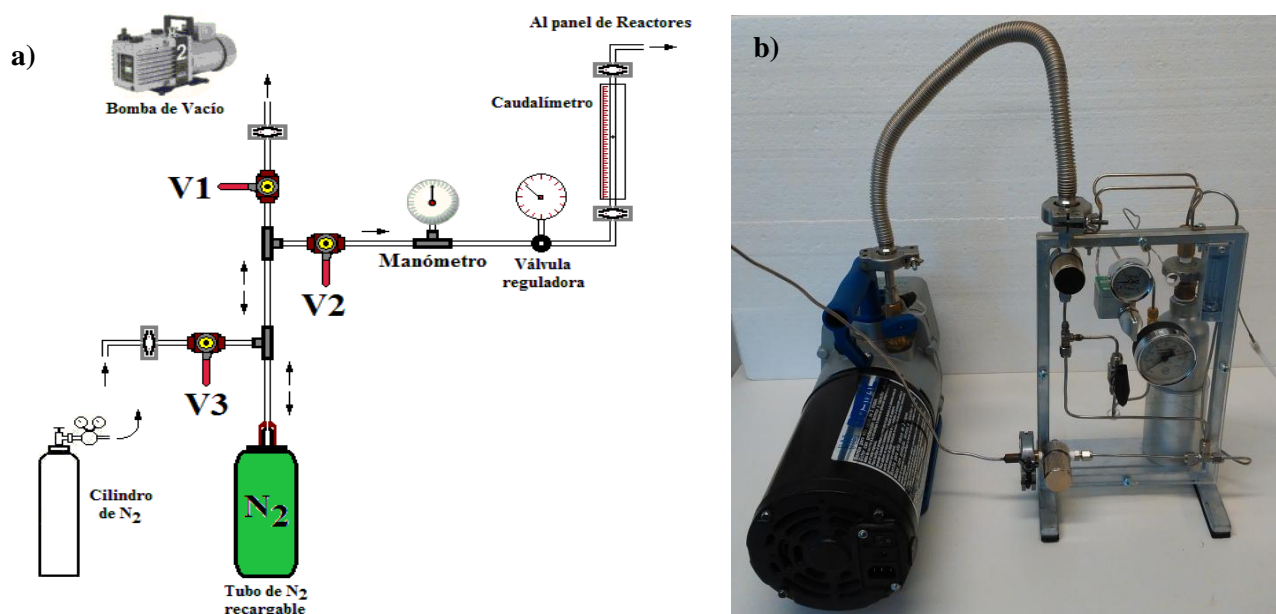 a)
2
Bomba de Vacío
Al panel de Reactores
Caudalímetro
V1
V2
Manómetro
Válvula
reguladora
V3
Cilindro
de N2
N2
Tubo de N2
recargable
b)